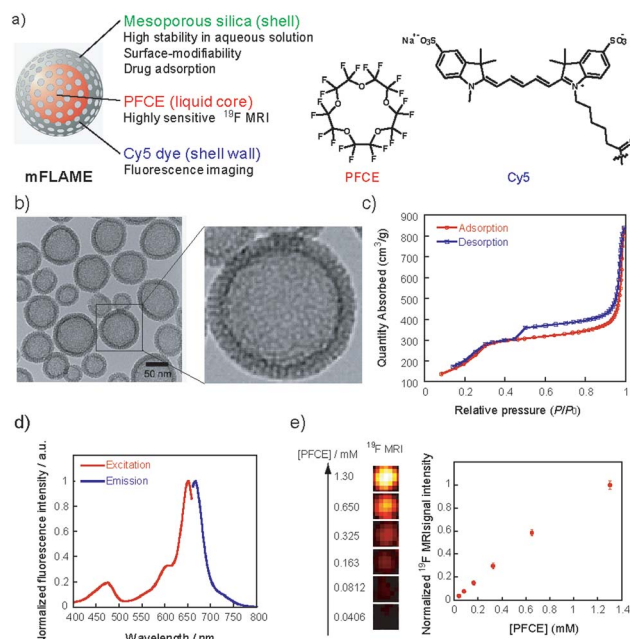 a)
Mesoporous silica (shell)
High stability in aqueous solution
Surface-modifiability
Drug adsorption
PFCE (liquid core)
Highly sensitive ¹⁹F MRI
Cy5 dye (shell wall)
Fluorescence imaging
mFLAME
F F F F
F F
F F
O O
F F
F F
O O
F F
F O F
F F
F F
PFCE
Na⁺⁻O₃S
SO₃⁻
N
N⁺
O
Cy5
b)
50 nm
c)
Quantity Absorbed (cm³/g)
900
800
700
600
500
400
300
200
100
Adsorption
Desorption
0 0.2 0.4 0.6 0.8 1
Relative pressure (P/P₀)
d)
Normalized fluorescence intensity / a.u.
1
0.8
0.6
0.4
0.2
0
Excitation
Emission
400 450 500 550 600 650 700 750 800
Wavelength / nm
e)
[PFCE] / mM
¹⁹F MRI
1.30
0.650
0.325
0.163
0.0812
0.0406
Normalized ¹⁹F MRI signal intensity
1
0.8
0.6
0.4
0.2
0
0 0.2 0.4 0.6 0.8 1 1.2 1.4
[PFCE] (mM)